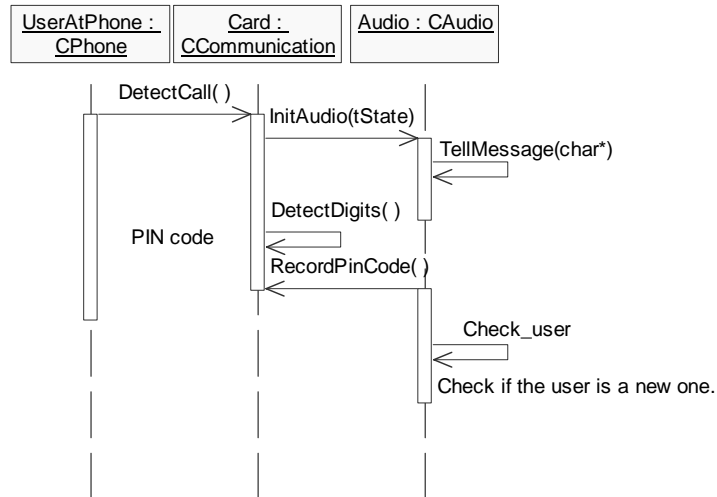 UserAtPhone :
CPhone
Card :
CCommunication
Audio : CAudio
DetectCall( )
InitAudio(tState)
TellMessage(char*)
DetectDigits( )
PIN code
RecordPinCode( )
Check_user
Check if the user is a new one.